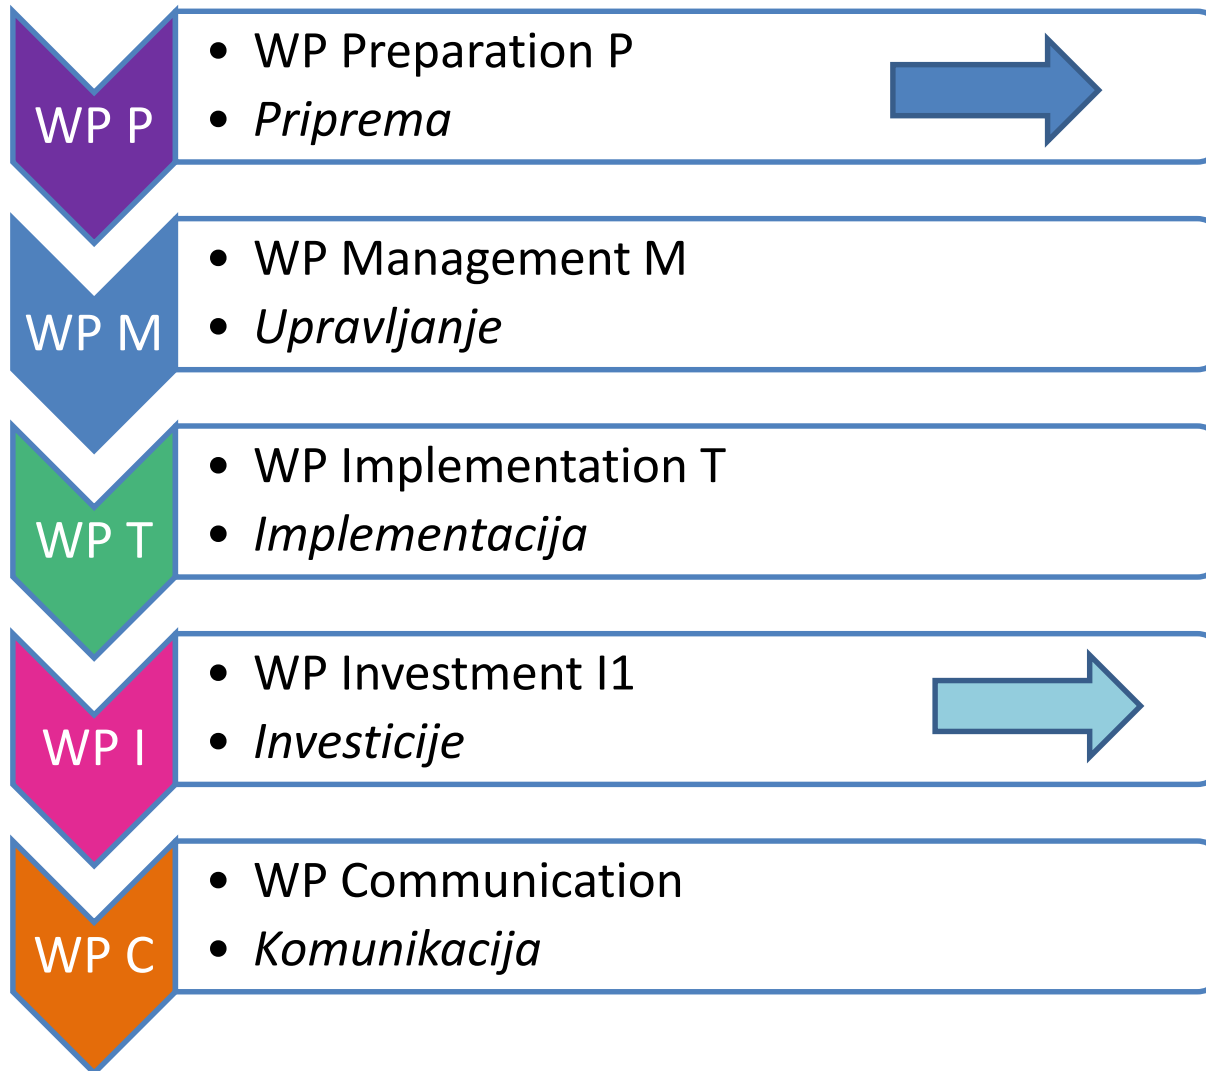 WP P
• WP Preparation P
• Priprema
WP M
• WP Management M
• Upravljanje
WP T
• WP Implementation T
• Implementacija
WP I
• WP Investment I1
• Investicije
WP C
• WP Communication
• Komunikacija